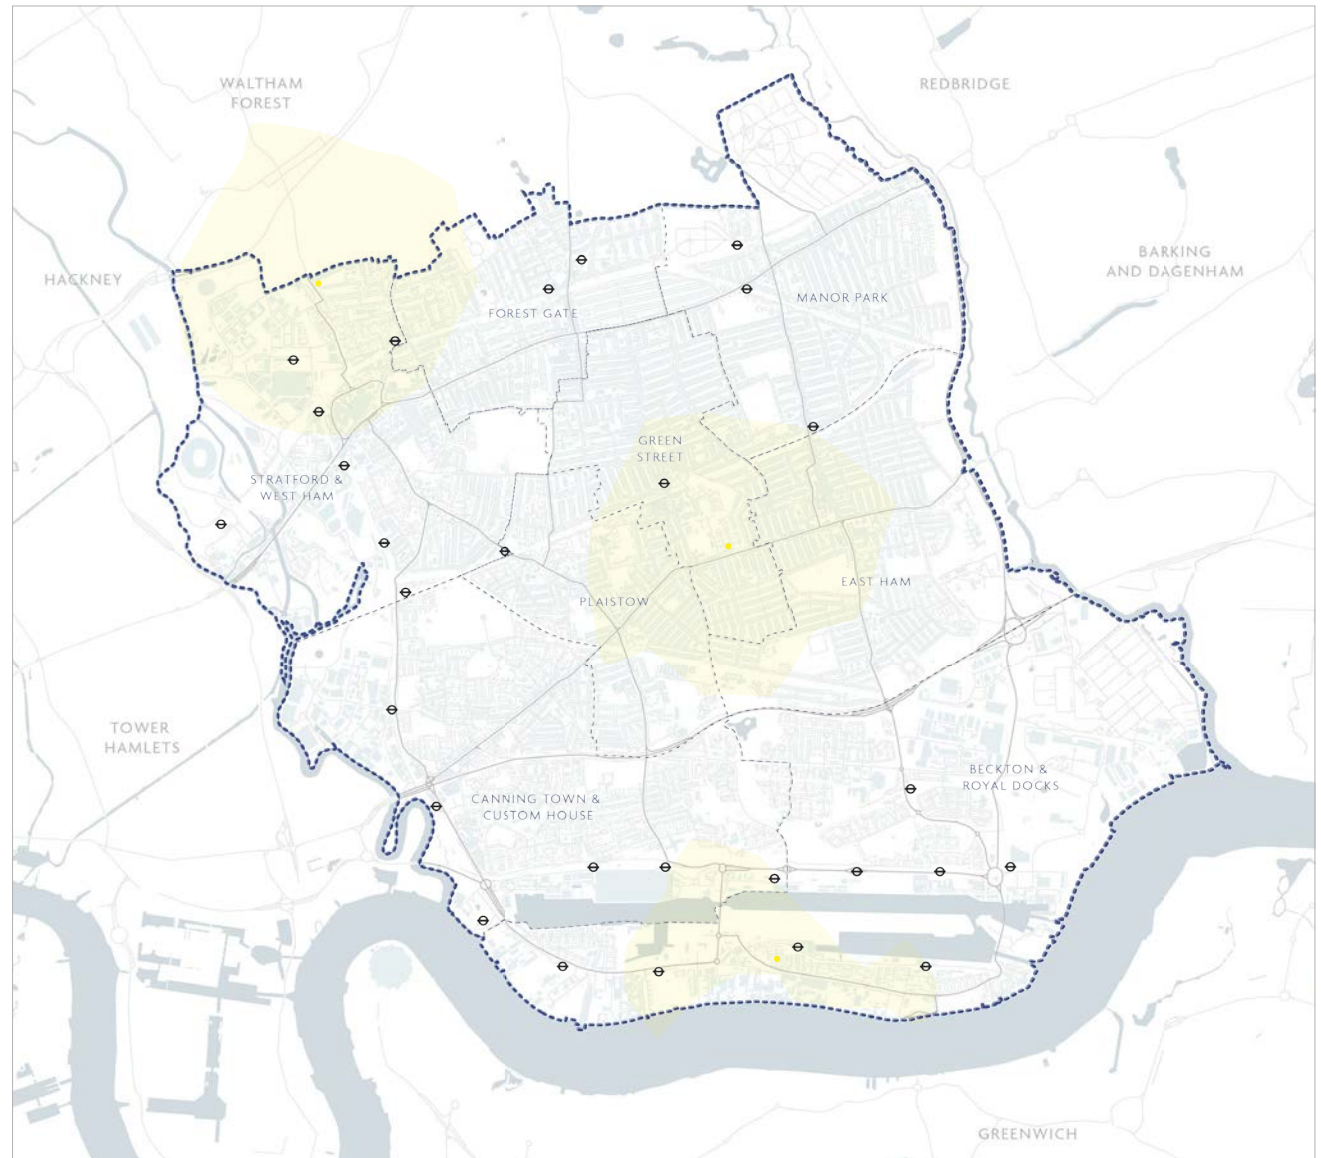 WALTHAM
FOREST
REDBRIDGE
HACKNEY
BARKING
AND DAGENHAM
MANOR PARK
FOREST GATE
GREEN
STREET
STRATFORD &
WEST HAM
EAST HAM
PLAISTOW
TOWER
HAMLETS
BECKTON &
ROYAL DOCKS
CANNING TOWN &
CUSTOM HOUSE
GREENWICH